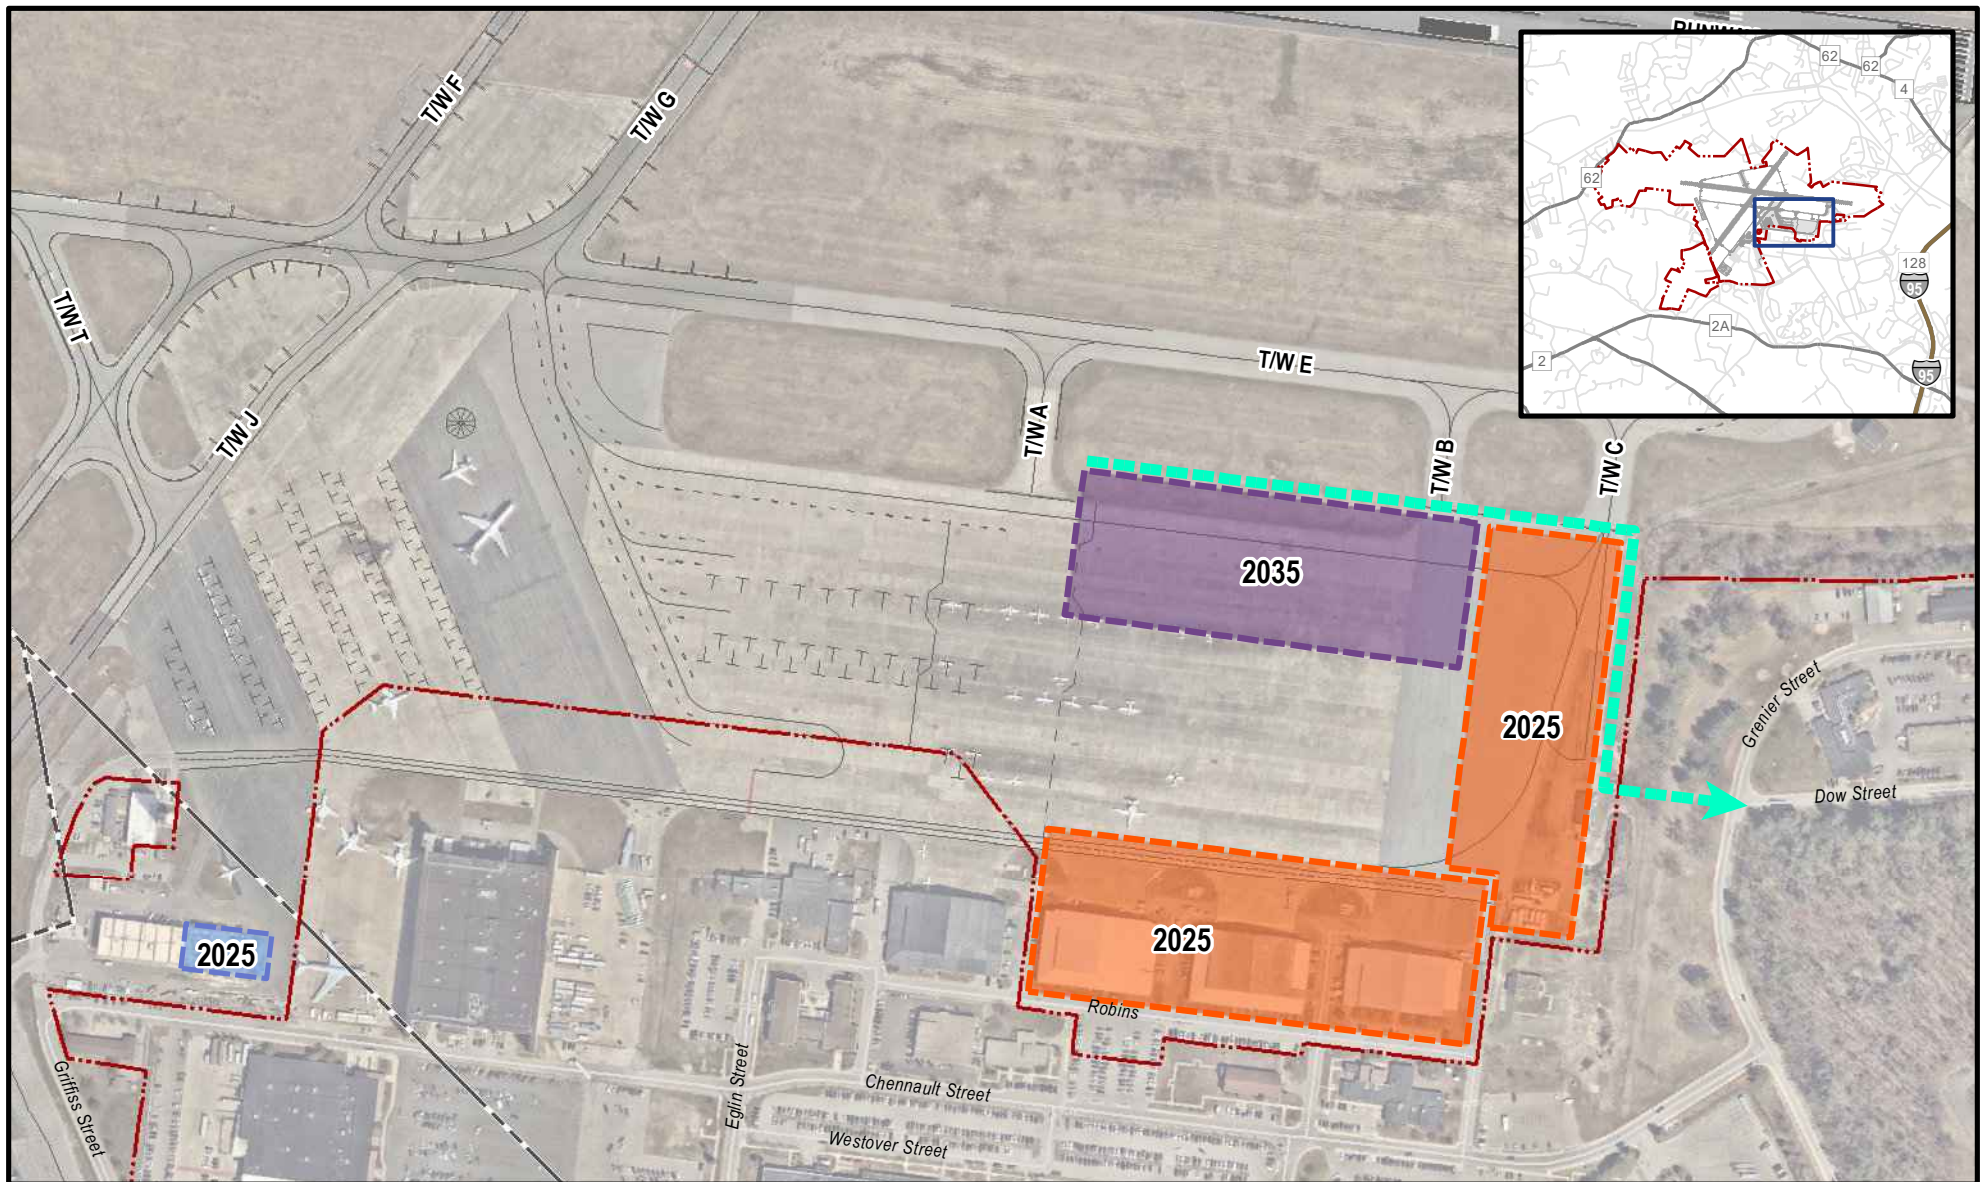 62
62
4
62
128
95
2A
2
95
T/W F
T/W G
T/W T
T/W J
T/W E
T/W A
T/W B
T/W C
2035
2025
2025
2025
Grenier Street
Dow Street
Robins
Chennault Street
Eglin Street
Westover Street
Griffiss Street